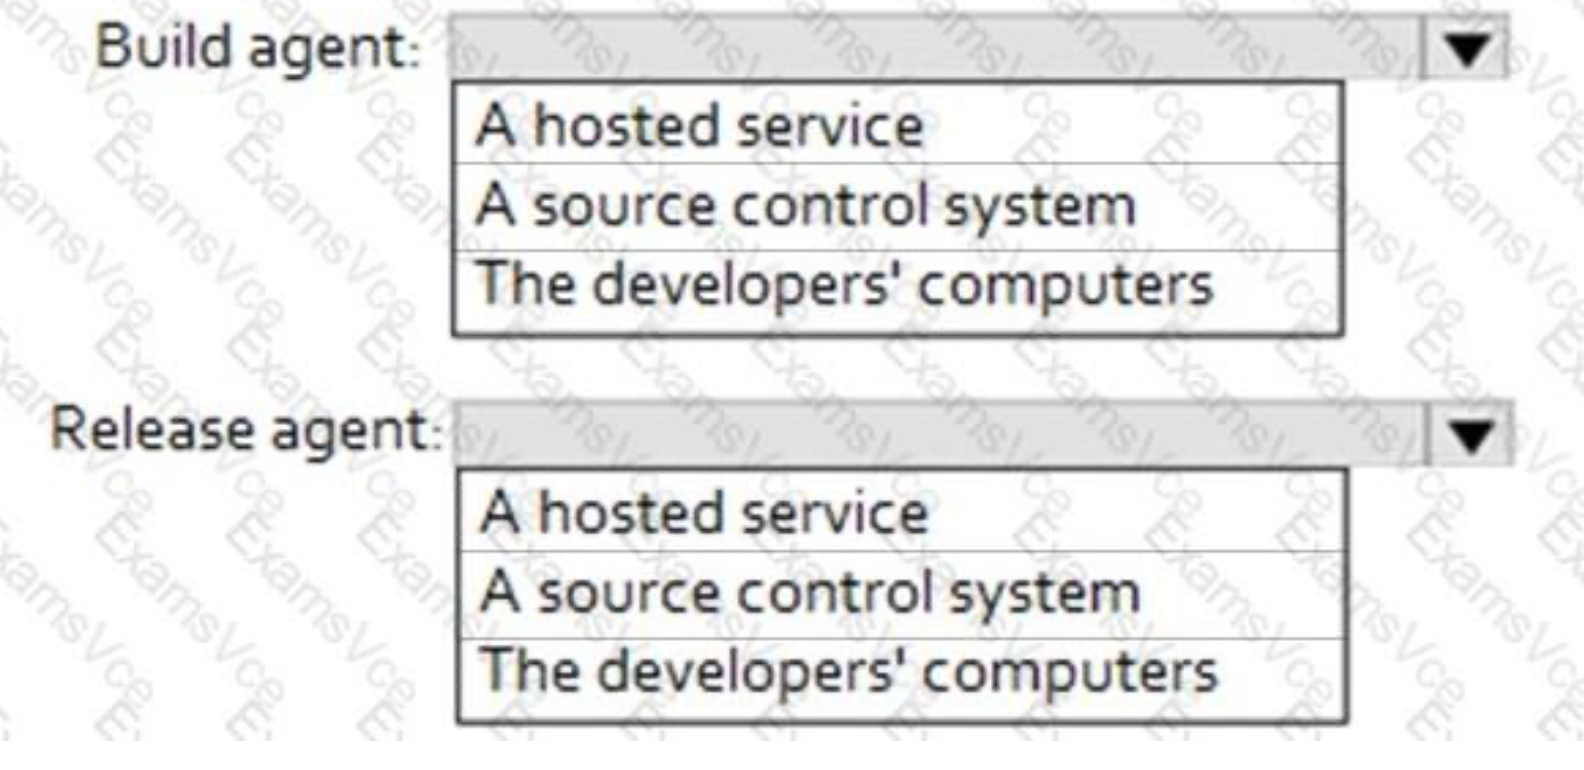 Build agent:
A hosted service
A source control system
The developers' computers
Release agent:
A hosted service
A source control system
The developers' computers